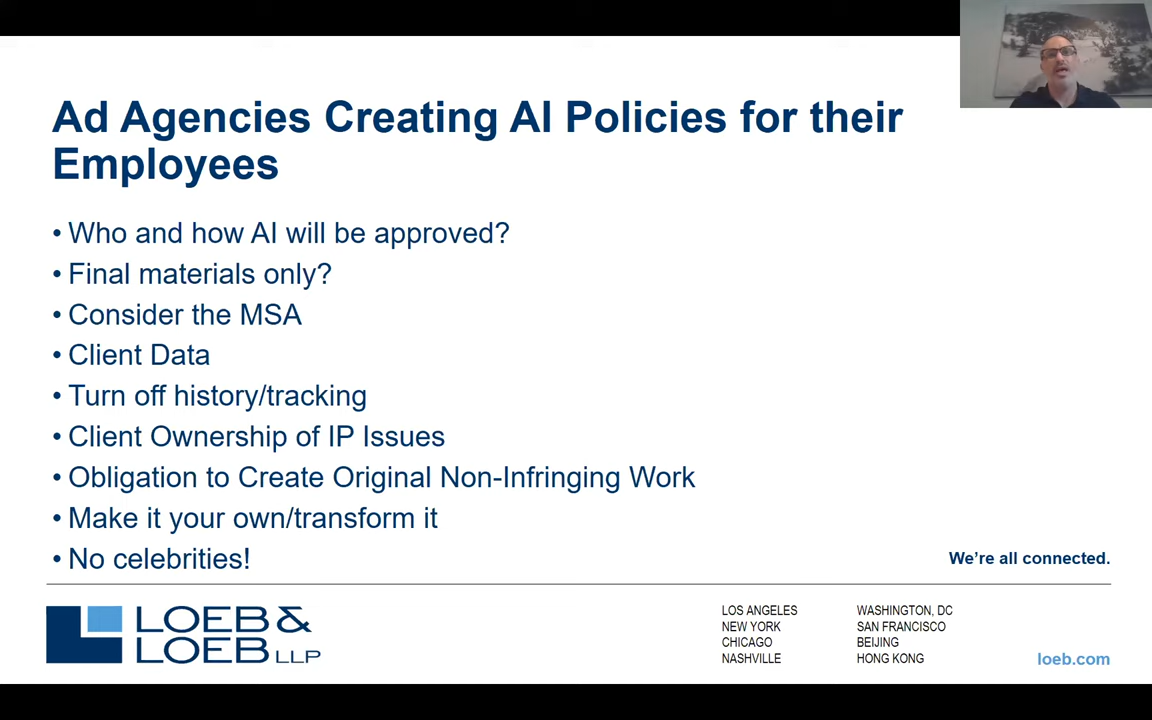 Ad Agencies Creating AI Policies for their
Employees
• Who and how AI will be approved?
• Final materials only?
• Consider the MSA
• Client Data
• Turn off history/tracking
• Client Ownership of IP Issues
• Obligation to Create Original Non-Infringing Work
• Make it your own/transform it
• No celebrities!
We're all connected.
LOEB &
LOEB LLP
LOS ANGELES
NEW YORK
CHICAGO
NASHVILLE
WASHINGTON, DC
SAN FRANCISCO
BEIJING
HONG KONG
loeb.com